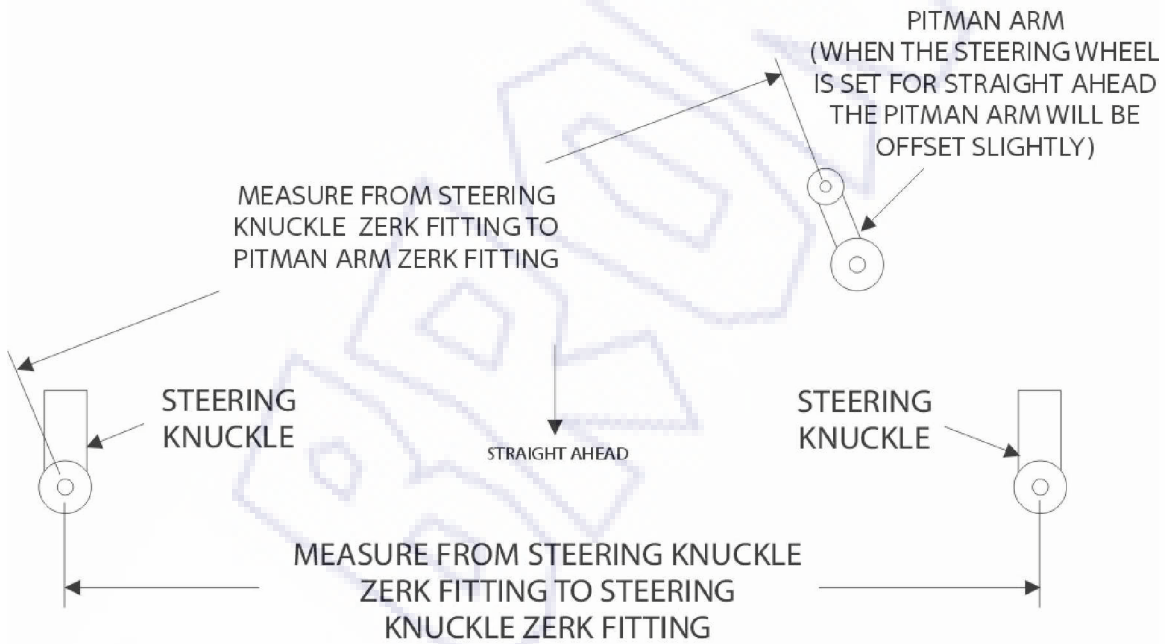 PITMAN ARM
(WHEN THE STEERING WHEEL
IS SET FOR STRAIGHT AHEAD
THE PITMAN ARM WILL BE
OFFSET SLIGHTLY)
MEASURE FROM STEERING
KNUCKLE ZERK FITTING TO
PITMAN ARM ZERK FITTING
STEERING
KNUCKLE
STRAIGHT AHEAD
STEERING
KNUCKLE
MEASURE FROM STEERING KNUCKLE
ZERK FITTING TO STEERING
KNUCKLE ZERK FITTING